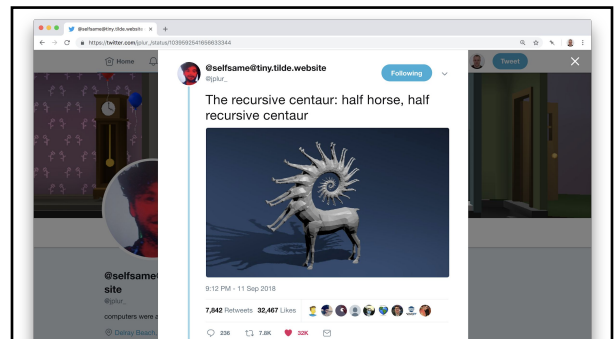 @selfsame@tiny.tilde.website
https://twitter.com/jplur_/status/1039592541656633344
Home
Tweet
@selfsame@tiny.tilde.website
@jplur_
Following
The recursive centaur: half horse, half
recursive centaur
9:12 PM - 11 Sep 2018
7,842 Retweets 32,467 Likes
236 7.8K 32K
@selfsame
site
@jplur_
computers were a
Delray Beach,